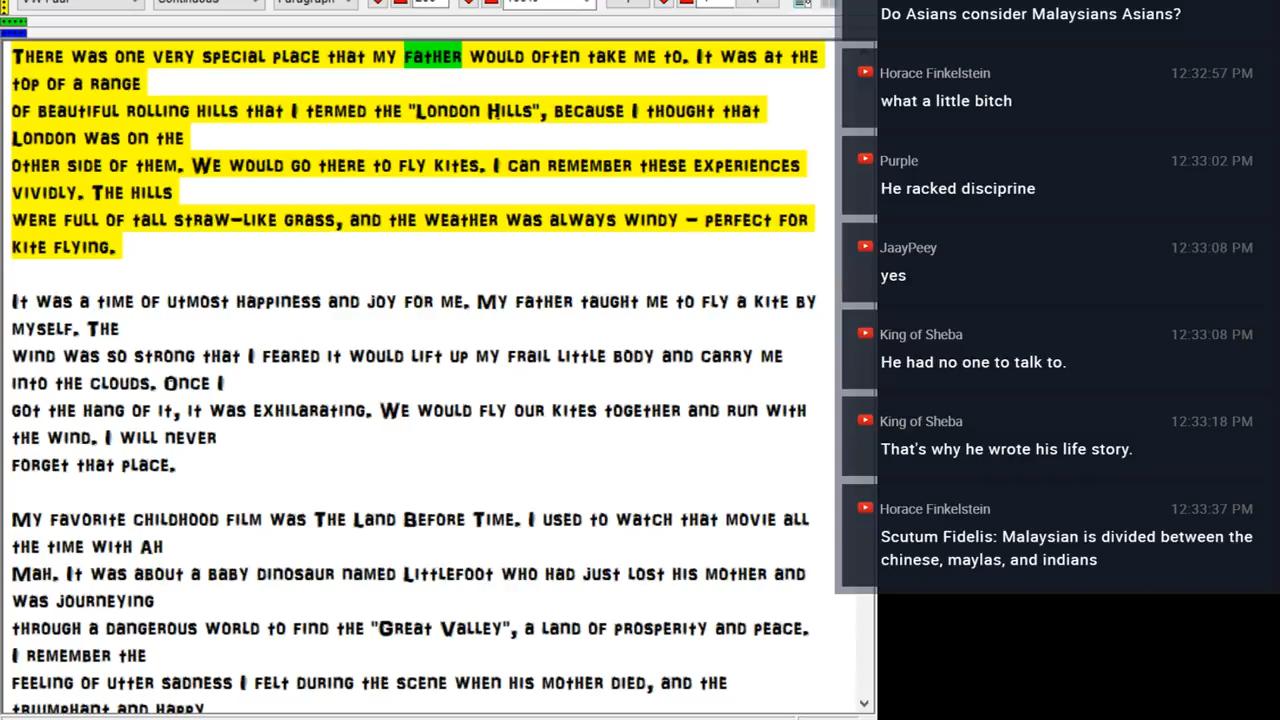 Continuous
Paragraph
There was one very special place that my father would often take me to. It was at the
top of a range
of beautiful rolling hills that I termed the "London Hills", because I thought that
London was on the
other side of them. We would go there to fly kites. I can remember these experiences
vividly. The hills
were full of tall straw-like grass, and the weather was always windy – perfect for
kite flying.
It was a time of utmost happiness and joy for me. My father taught me to fly a kite by
myself. The
wind was so strong that I feared it would lift up my frail little body and carry me
into the clouds. Once I
got the hang of it, it was exhilarating. We would fly our kites together and run with
the wind. I will never
forget that place.
My favorite childhood film was The Land Before Time. I used to watch that movie all
the time with Ah
Mah. It was about a baby dinosaur named Littlefoot who had just lost his mother and
was journeying
through a dangerous world to find the "Great Valley", a land of prosperity and peace.
I remember the
feeling of utter sadness I felt during the scene when his mother died, and the
triumphant and happy
Do Asians consider Malaysians Asians?
Horace Finkelstein 12:32:57 PM
what a little bitch
Purple 12:33:02 PM
He racked disciprine
JaayPeey 12:33:08 PM
yes
King of Sheba 12:33:08 PM
He had no one to talk to.
King of Sheba 12:33:18 PM
That's why he wrote his life story.
Horace Finkelstein 12:33:37 PM
Scutum Fidelis: Malaysian is divided between the
chinese, maylas, and indians